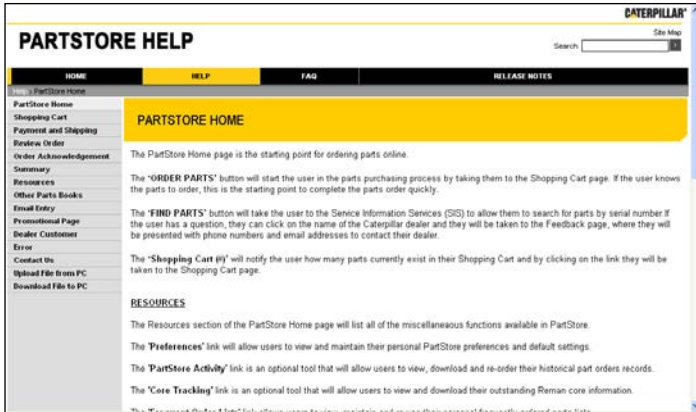 CATERPILLAR®
PARTSTORE HELP
Site Map
Search
HOME
HELP
FAQ
RELEASE NOTES
Help > PartStore Home
PartStore Home
Shopping Cart
Payment and Shipping
Review Order
Order Acknowledgement
Summary
Resources
Other Parts Books
Email Entry
Promotional Page
Dealer Customer
Error
Contact Us
Upload File from PC
Download File to PC
PARTSTORE HOME
The PartStore Home page is the starting point for ordering parts online.
The 'ORDER PARTS' button will start the user in the parts purchasing process by taking them to the Shopping Cart page. If the user knows
the parts to order, this is the starting point to complete the parts order quickly.
The 'FIND PARTS' button will take the user to the Service Information Services (SIS) to allow them to search for parts by serial number.If
the user has a question, they can click on the name of the Caterpillar dealer and they will be taken to the Feedback page, where they will
be presented with phone numbers and email addresses to contact their dealer.
The 'Shopping Cart (#)' will notify the user how many parts currently exist in their Shopping Cart and by clicking on the link they will be
taken to the Shopping Cart page.
RESOURCES
The Resources section of the PartStore Home page will list all of the miscellaneous functions available in PartStore.
The 'Preferences' link will allow users to view and maintain their personal PartStore preferences and default settings.
The 'PartStore Activity' link is an optional tool that will allow users to view, download and re-order their historical part orders records.
The 'Core Tracking' link is an optional tool that will allow users to view and download their outstanding Reman core information.